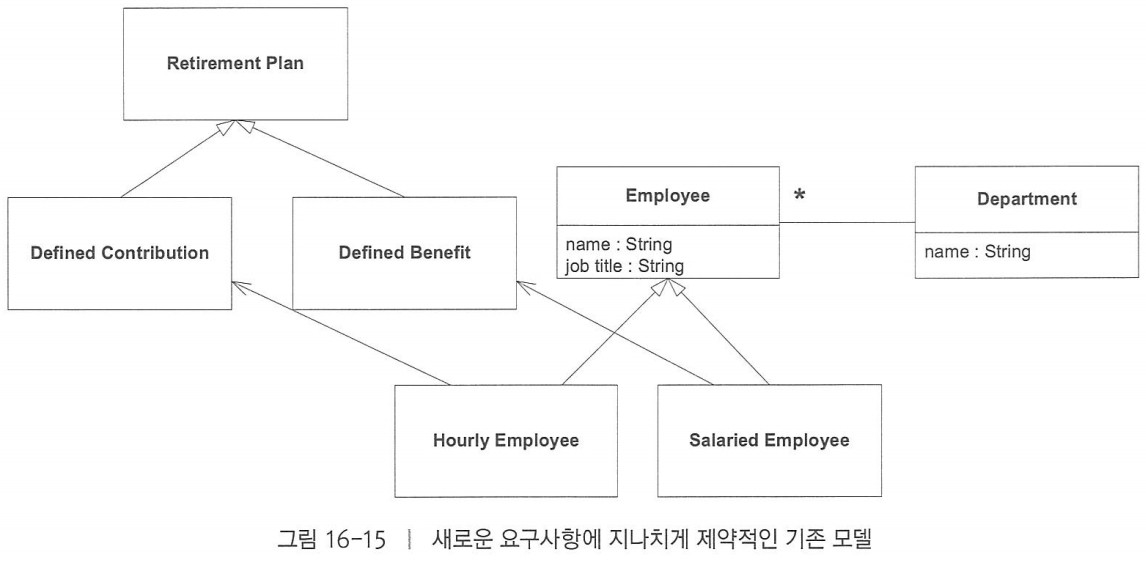 Retirement Plan
Defined Contribution
Defined Benefit
Employee
name : String
job title : String
*
Department
name : String
Hourly Employee
Salaried Employee
그림 16-15 | 새로운 요구사항에 지나치게 제약적인 기존 모델